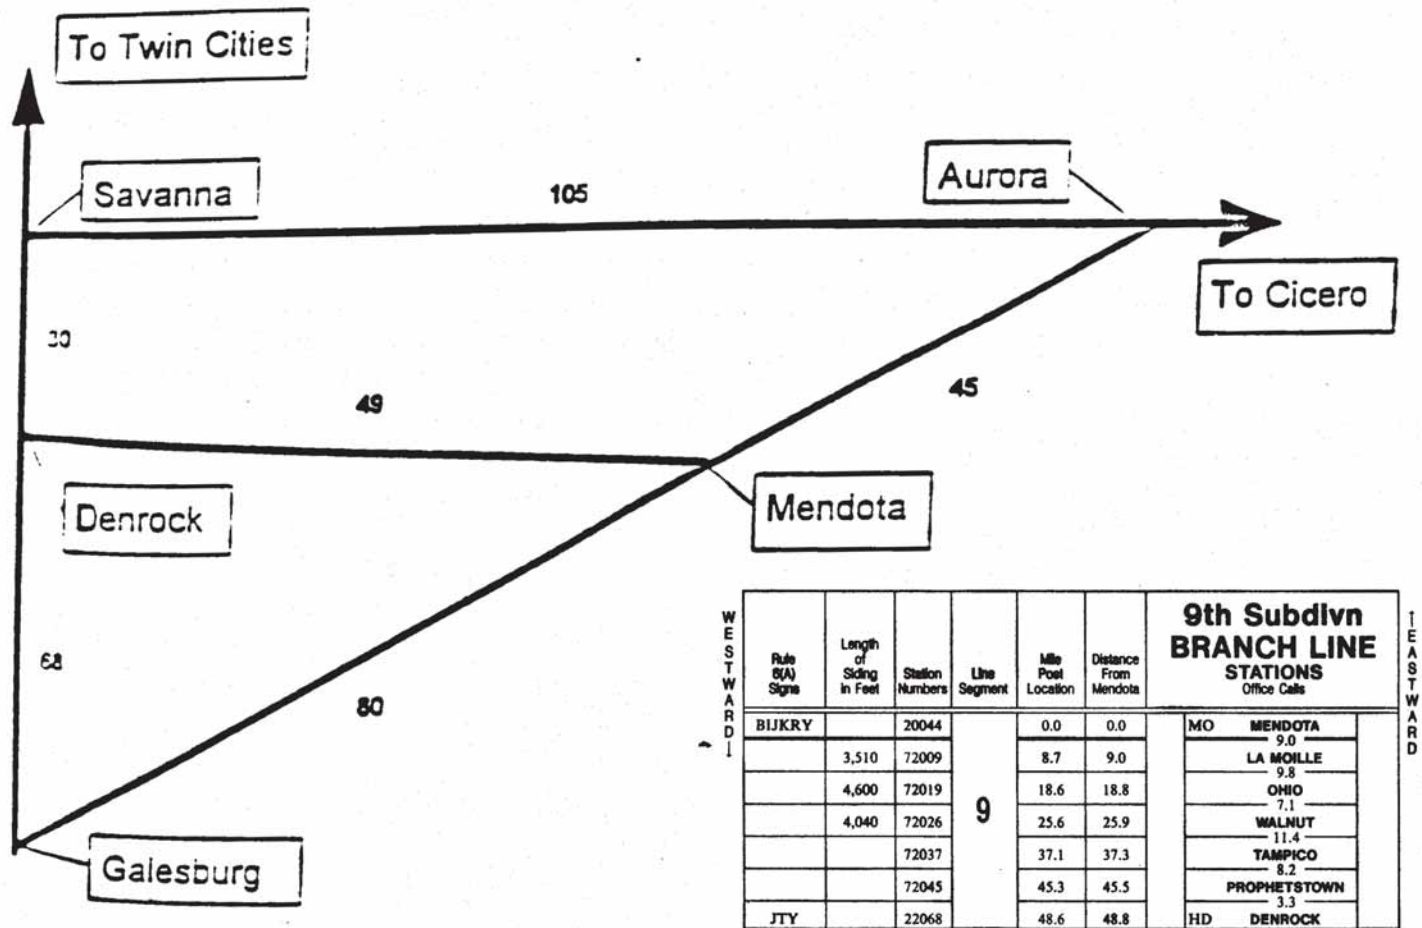 To Twin Cities
Savanna
105
Aurora
To Cicero
49
45
Denrock
Mendota
80
Galesburg
WESTWARD
Rule 6(A) Signs
Length of Siding in Feet
Station Numbers
Line Segment
Mile Post Location
Distance From Mendota
9th Subdivn
BRANCH LINE
STATIONS
Office Calls
EASTWARD
BIJKRY 20044 0.0 0.0 MO MENDOTA
9.0
3,510 72009 8.7 9.0 LA MOILLE
9.8
4,600 72019 18.6 18.8 OHIO
7.1
9
4,040 72026 25.6 25.9 WALNUT
11.4
72037 37.1 37.3 TAMPICO
8.2
72045 45.3 45.5 PROPHETSTOWN
3.3
JTY 22068 48.6 48.8 HD DENROCK